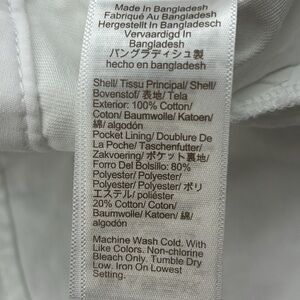 Made In Bangladesh
Fabriqué Au Bangladesh
Hergestellt In Bangladesch
Vervaardigd In
Bangladesh
バングラディシュ製
hecho en bangladesh
Shell/ Tissu Principal/ Shell/
Bovenstof/ 表地/ Tela
Exterior: 100% Cotton/
Coton/ Baumwolle/ Katoen/
綿/ algodón
Pocket Lining/ Doublure De
La Poche/ Taschenfutter/
Zakvoering/ ポケット裏地/
Forro Del Bolsillo: 80%
Polyester/ Polyester/
Polyester/ Polyester/ ポリ
エステル/ poliéster
20% Cotton/ Coton/
Baumwolle/ Katoen/ 綿/
algodón
Machine Wash Cold. With
Like Colors. Non-chlorine
Bleach Only. Tumble Dry
Low. Iron On Lowest
Setting.